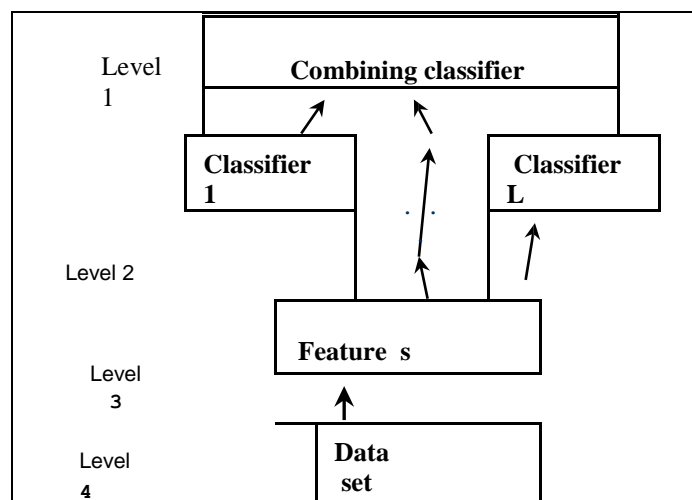 Level
1
Combining classifier
Classifier
1
Classifier
L
. .
Level 2
Feature s
Level
3
Data
set
Level
4